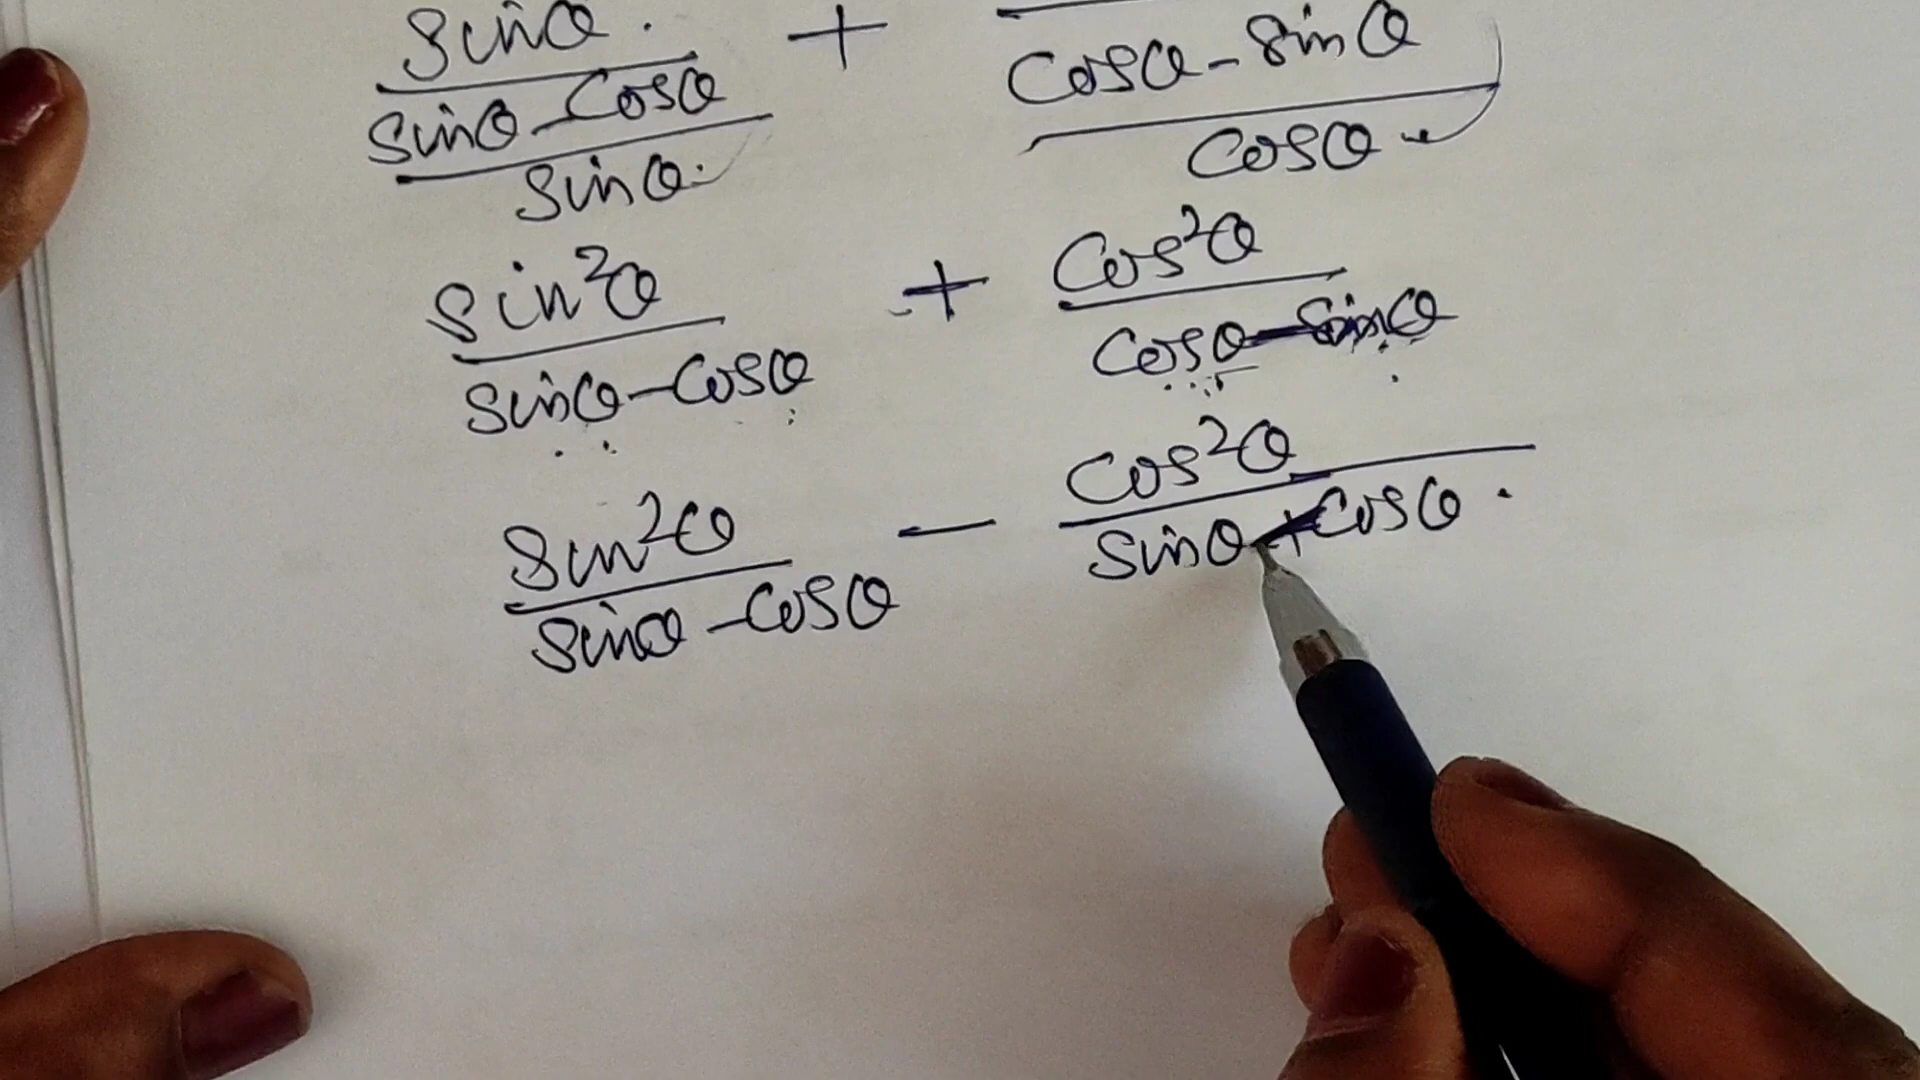 sinθ. +
sinθ-cosθ cosθ-sinθ
sinθ. cosθ
sin²θ + cos²θ
sinθ-cosθ cosθ-sinθ
sin²θ - cos²θ
sinθ-cosθ sinθ+cosθ.